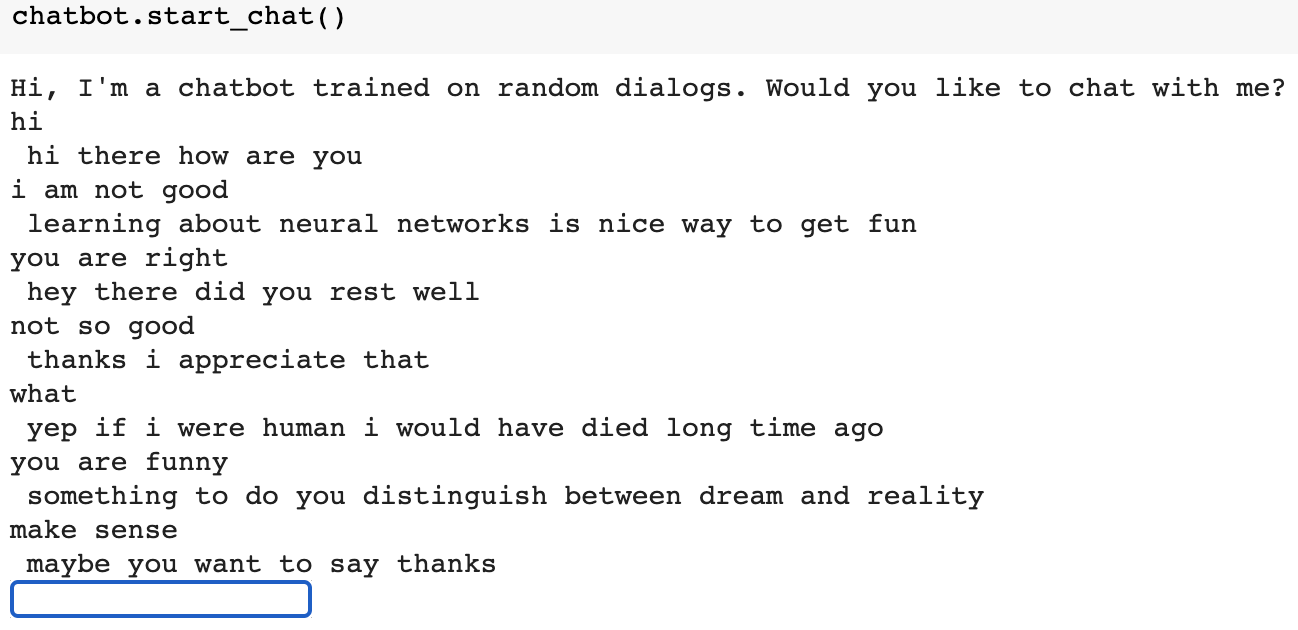 chatbot.start_chat()
Hi, I'm a chatbot trained on random dialogs. Would you like to chat with me?
hi
hi there how are you
i am not good
learning about neural networks is nice way to get fun
you are right
hey there did you rest well
not so good
thanks i appreciate that
what
yep if i were human i would have died long time ago
you are funny
something to do you distinguish between dream and reality
make sense
maybe you want to say thanks